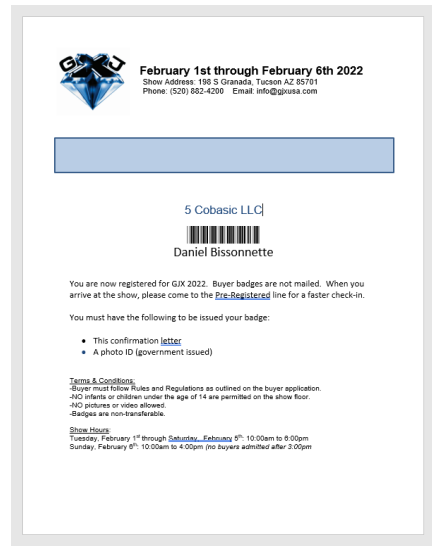 GXJ
February 1st through February 6th 2022
Show Address: 198 S Granada, Tucson AZ 85701
Phone: (520) 882-4200 Email: info@gjxusa.com
5 Cobasic LLC
Daniel Bissonnette
You are now registered for GJX 2022. Buyer badges are not mailed. When you
arrive at the show, please come to the Pre-Registered line for a faster check-in.
You must have the following to be issued your badge:
• This confirmation letter
• A photo ID (government issued)
Terms & Conditions:
-Buyer must follow Rules and Regulations as outlined on the buyer application.
-NO infants or children under the age of 14 are permitted on the show floor.
-NO pictures or video allowed.
-Badges are non-transferable.
Show Hours:
Tuesday, February 1st through Saturday, February 5th: 10:00am to 6:00pm
Sunday, February 6th: 10:00am to 4:00pm (no buyers admitted after 3:00pm